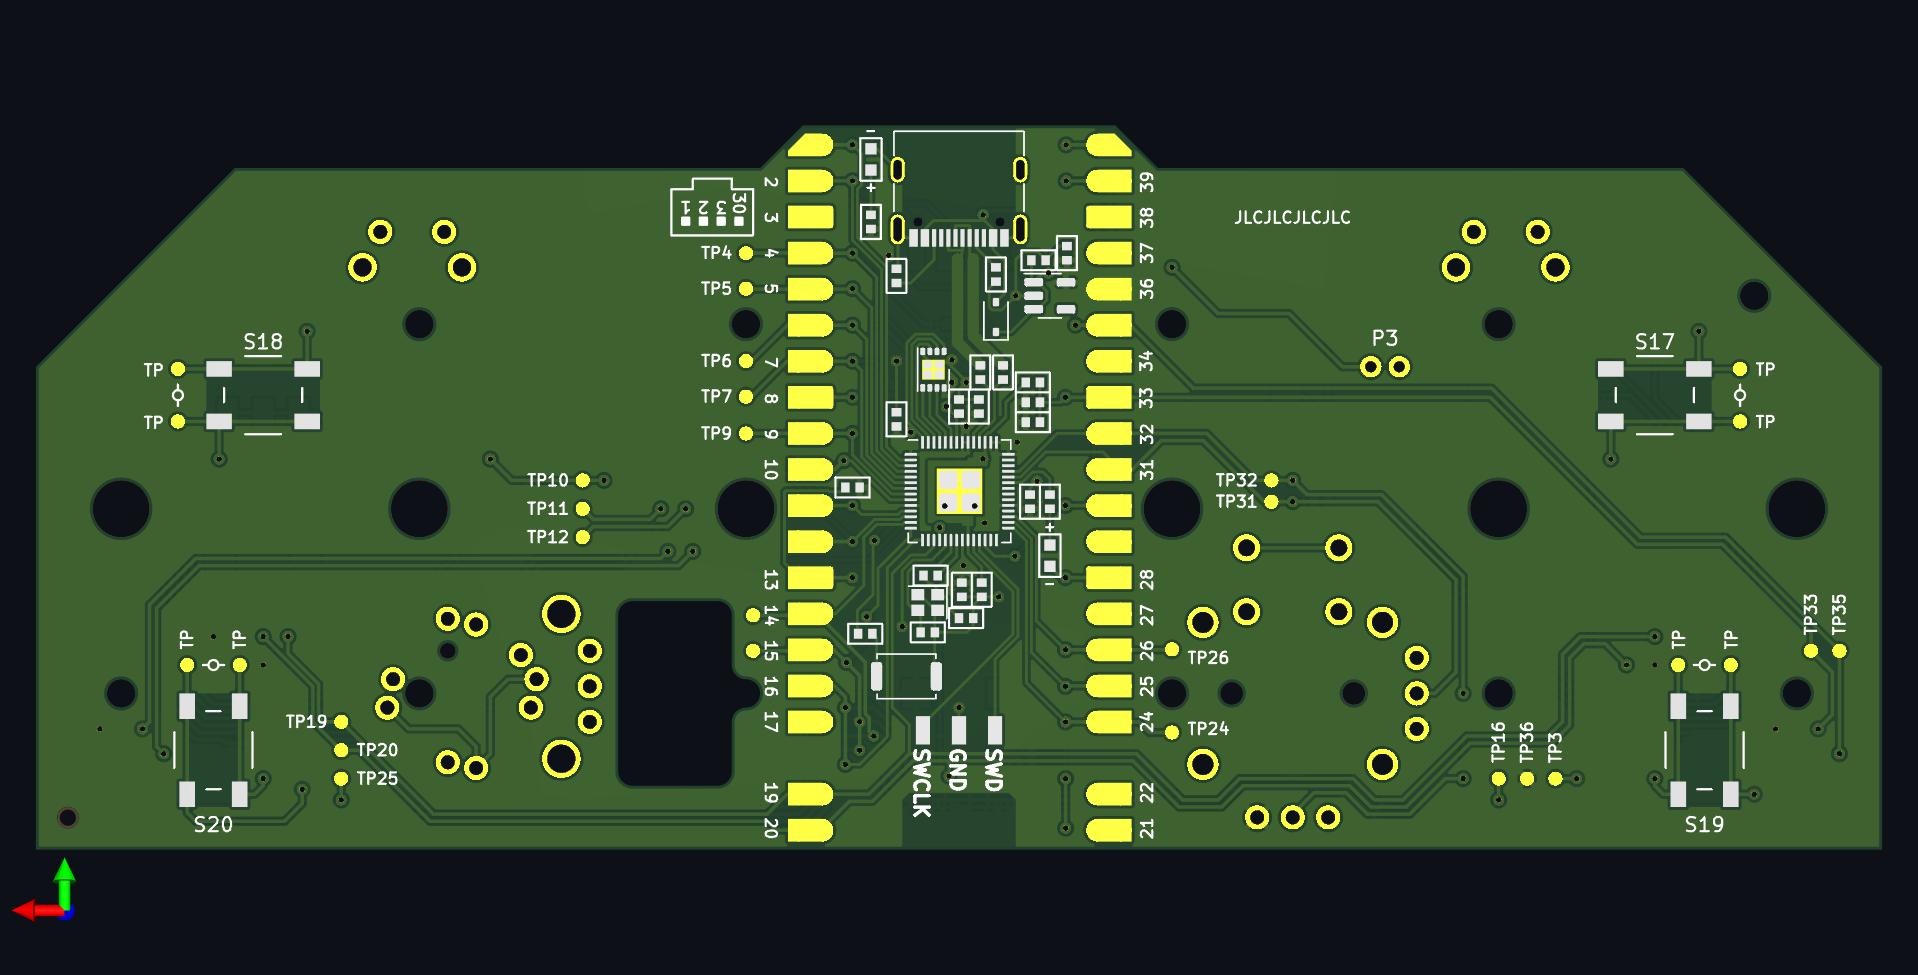 −
+
2
30
1 2 3
3
39
38
JLCJLCJLCJLC
TP4
4
37
TP5
5
36
P3
S18
S17
TP6
7
34
TP
TP
TP7
8
33
TP
TP
TP9
9
32
10
31
TP10
TP32
TP31
TP11
+
TP12
−
13
28
14
27
TP33
TP35
TP
TP
15
26
TP26
TP
TP
16
25
TP19
17
24
TP24
TP20
TP16
TP36
TP3
TP25
SWCLK
GND
SWD
19
22
S20
20
21
S19